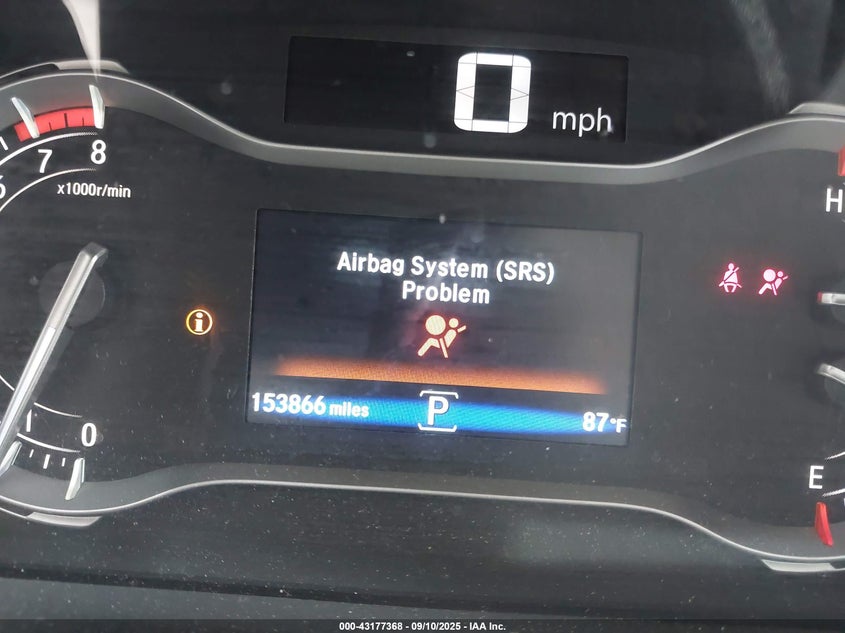 0 mph
7 8
x1000r/min
H
Airbag System (SRS)
Problem
i
153866 miles P 87°F
0
E
000-43177368 - 09/10/2025 - IAA Inc.